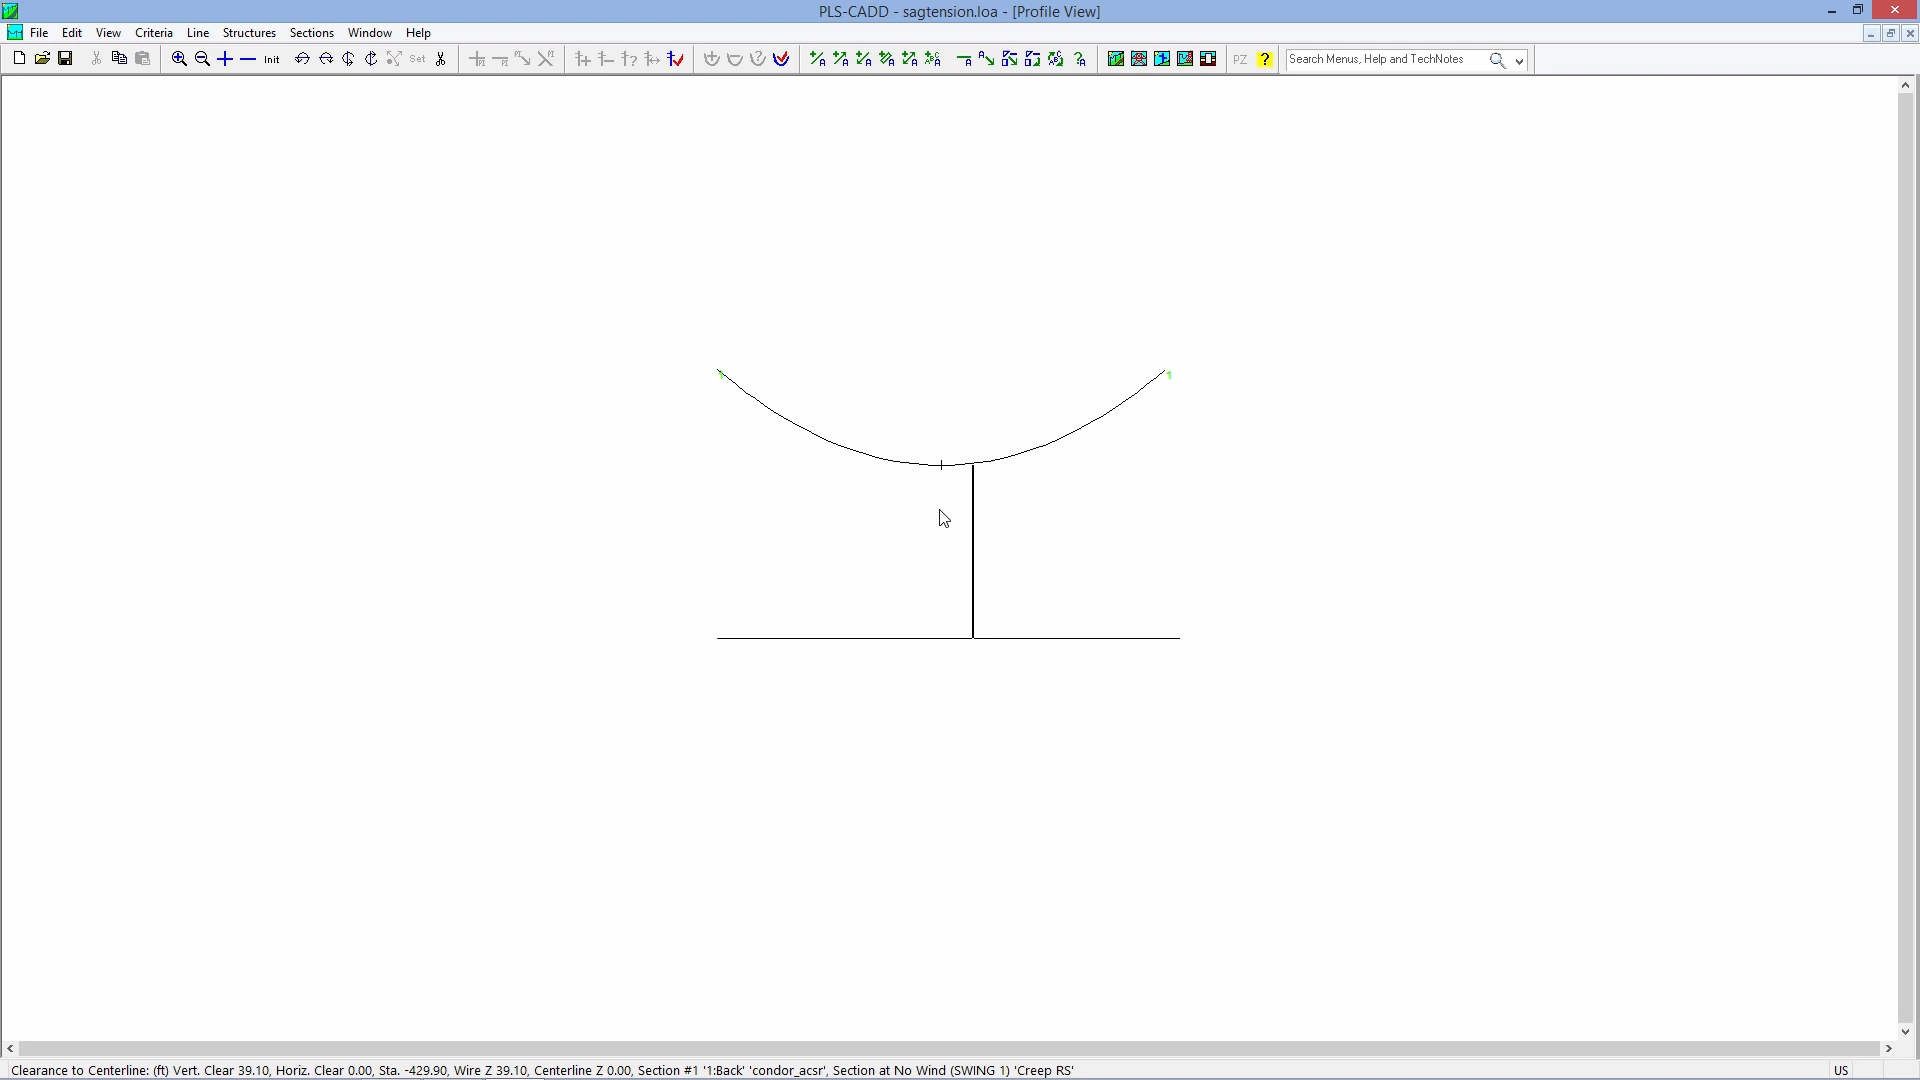 PLS-CADD - sagtension.loa - [Profile View]
File Edit View Criteria Line Structures Sections Window Help
Init Set PZ ? Search Menus, Help and TechNotes
1 1
Clearance to Centerline: (ft) Vert. Clear 39.10, Horiz. Clear 0.00, Sta. -429.90, Wire Z 39.10, Centerline Z 0.00, Section #1 '1:Back' 'condor_acsr', Section at No Wind (SWING 1) 'Creep RS' US